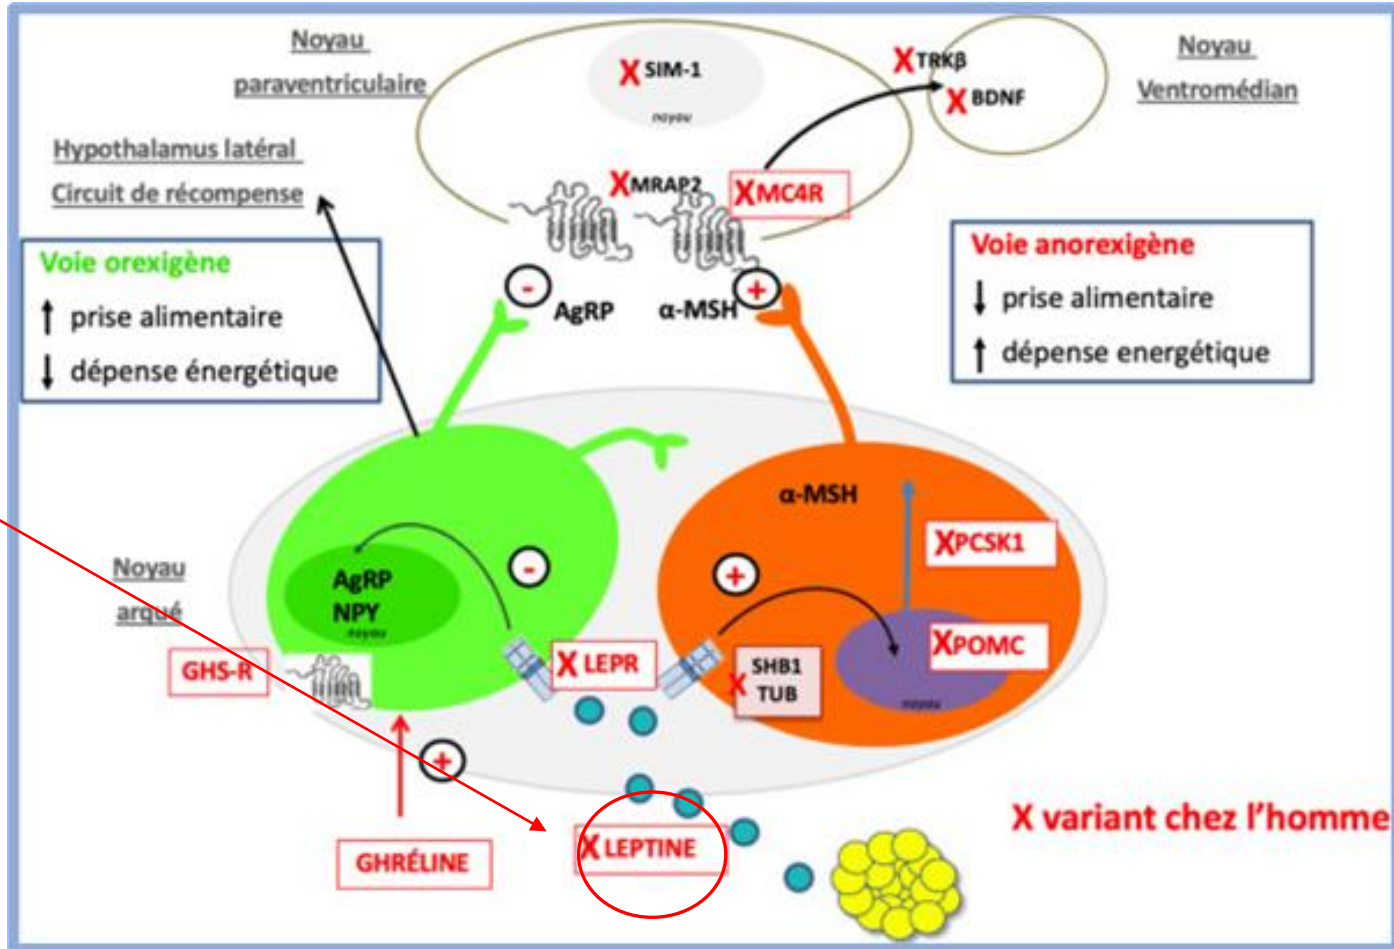 Noyau
paraventriculaire
X SIM-1
noyau
X TRKβ
X BDNF
Noyau
Ventromédian
Hypothalamus latéral
Circuit de récompense
X MRAP2
X MC4R
Voie orexigène
↑ prise alimentaire
↓ dépense énergétique
-
AgRP
α-MSH
+
Voie anorexigène
↓ prise alimentaire
↑ dépense energétique
α-MSH
Noyau
arqué
AgRP
NPY
noyau
-
+
X PCSK1
X POMC
noyau
GHS-R
X LEPR
X SHB1
TUB
+
GHRÉLINE
X LEPTINE
X variant chez l'homme